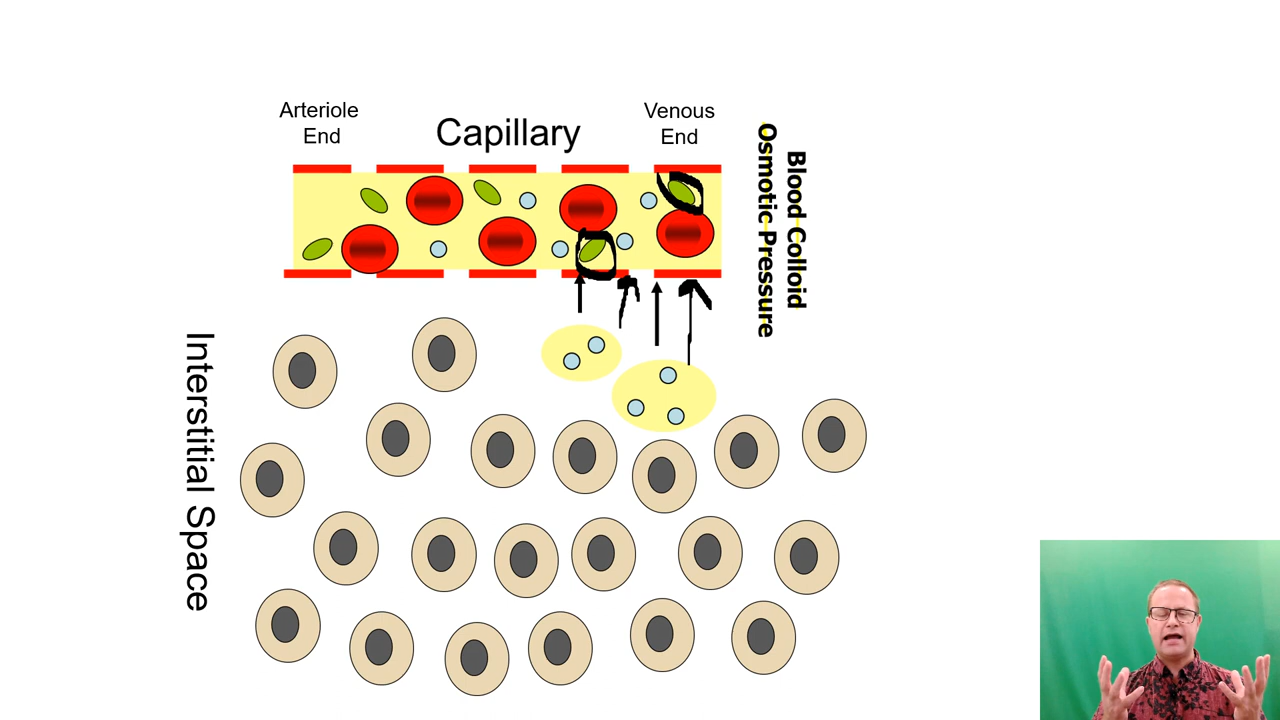 Arteriole
End
Capillary
Venous
End
Blood Colloid
Osmotic Pressure
Interstitial Space